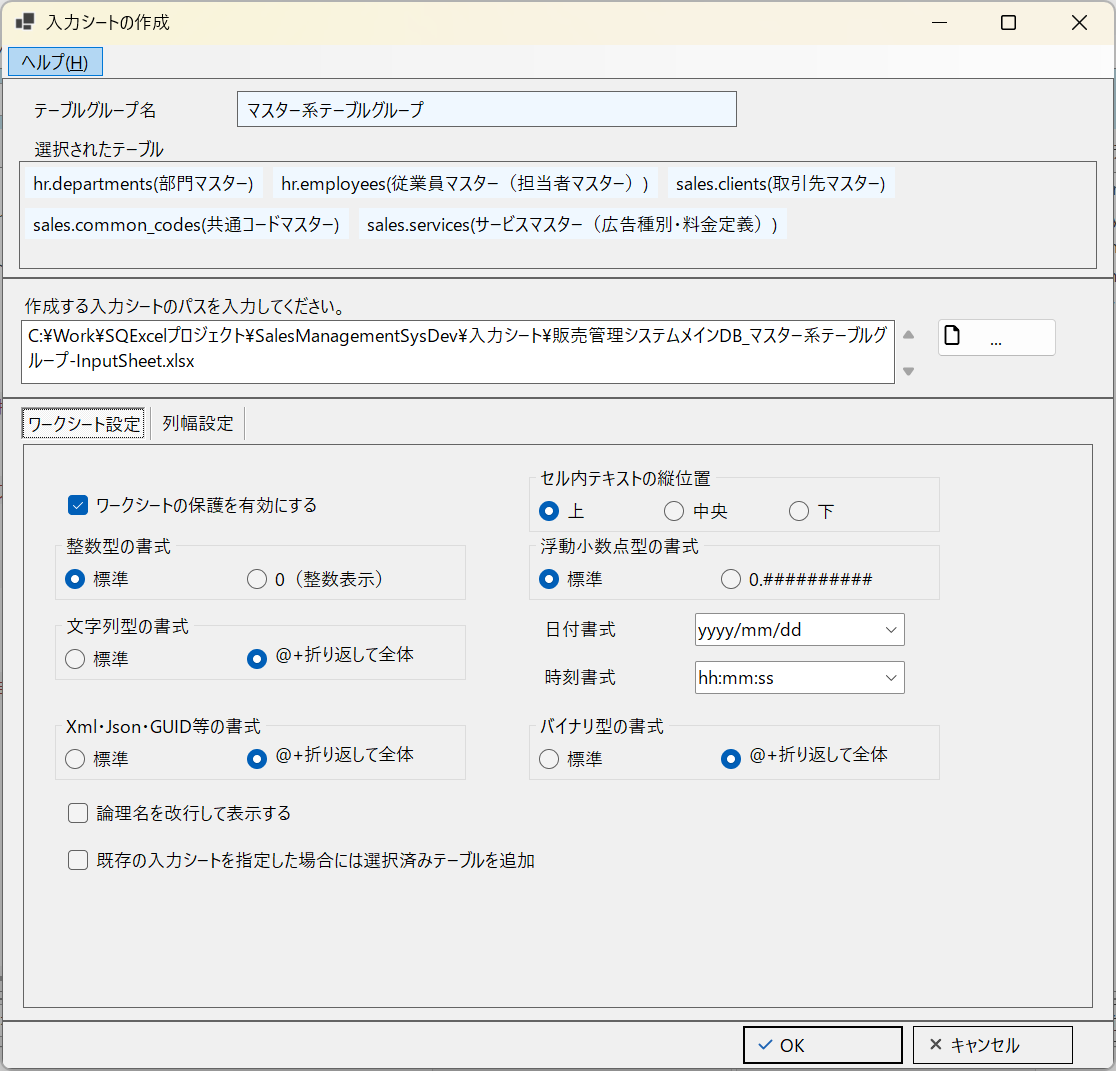 入力シートの作成
ヘルプ(H)
テーブルグループ名 マスター系テーブルグループ
選択されたテーブル
hr.departments(部門マスター) hr.employees(従業員マスター（担当者マスター）) sales.clients(取引先マスター)
sales.common_codes(共通コードマスター) sales.services(サービスマスター（広告種別・料金定義）)
作成する入力シートのパスを入力してください。
C:¥Work¥SQExcelプロジェクト¥SalesManagementSysDev¥入力シート¥販売管理システムメインDB_マスター系テーブルグ
ループ-InputSheet.xlsx
...
ワークシート設定 列幅設定
ワークシートの保護を有効にする
セル内テキストの縦位置
上 中央 下
整数型の書式
標準 0（整数表示）
浮動小数点型の書式
標準 0.##########
文字列型の書式
標準 @+折り返して全体
日付書式 yyyy/mm/dd
時刻書式 hh:mm:ss
Xml・Json・GUID等の書式
標準 @+折り返して全体
バイナリ型の書式
標準 @+折り返して全体
論理名を改行して表示する
既存の入力シートを指定した場合には選択済みテーブルを追加
OK キャンセル